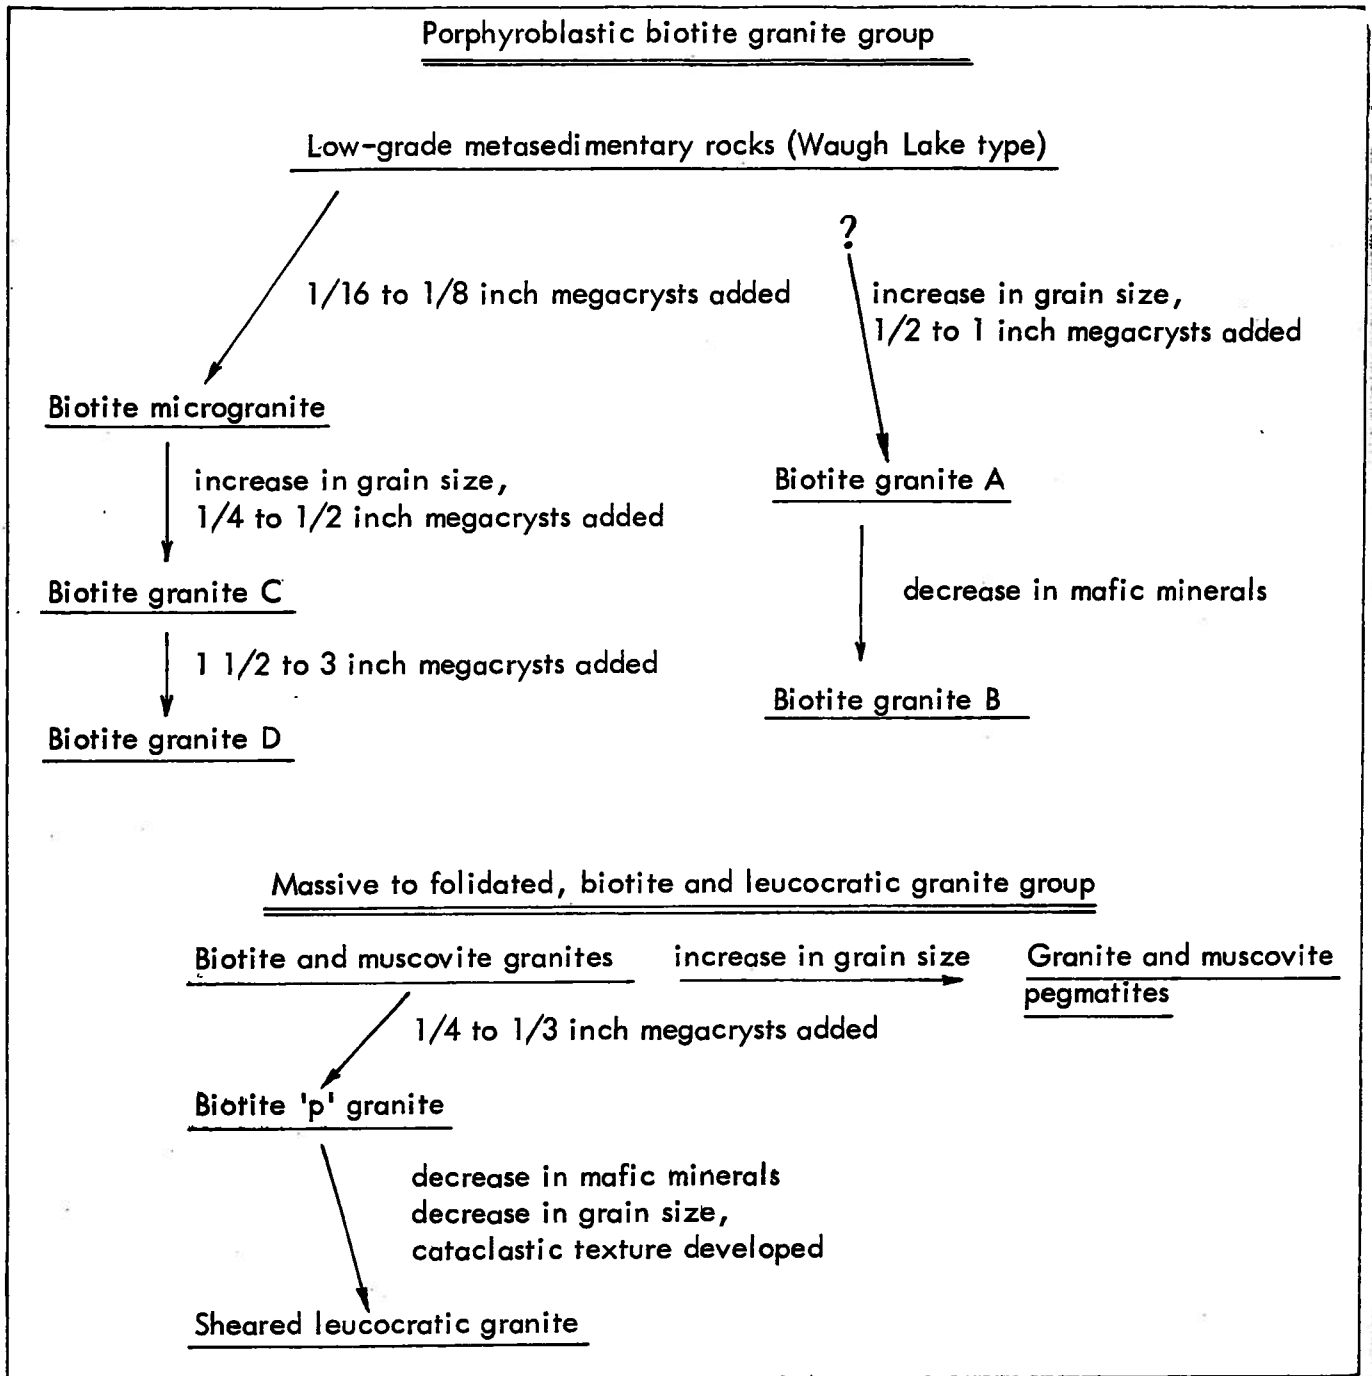 Porphyroblastic biotite granite group
Low-grade metasedimentary rocks (Waugh Lake type)
?
1/16 to 1/8 inch megacrysts added
increase in grain size,
1/2 to 1 inch megacrysts added
Biotite microgranite
increase in grain size,
1/4 to 1/2 inch megacrysts added
Biotite granite A
Biotite granite C
decrease in mafic minerals
1 1/2 to 3 inch megacrysts added
Biotite granite B
Biotite granite D
Massive to folidated, biotite and leucocratic granite group
Biotite and muscovite granites
increase in grain size
Granite and muscovite
pegmatites
1/4 to 1/3 inch megacrysts added
Biotite 'p' granite
decrease in mafic minerals
decrease in grain size,
cataclastic texture developed
Sheared leucocratic granite